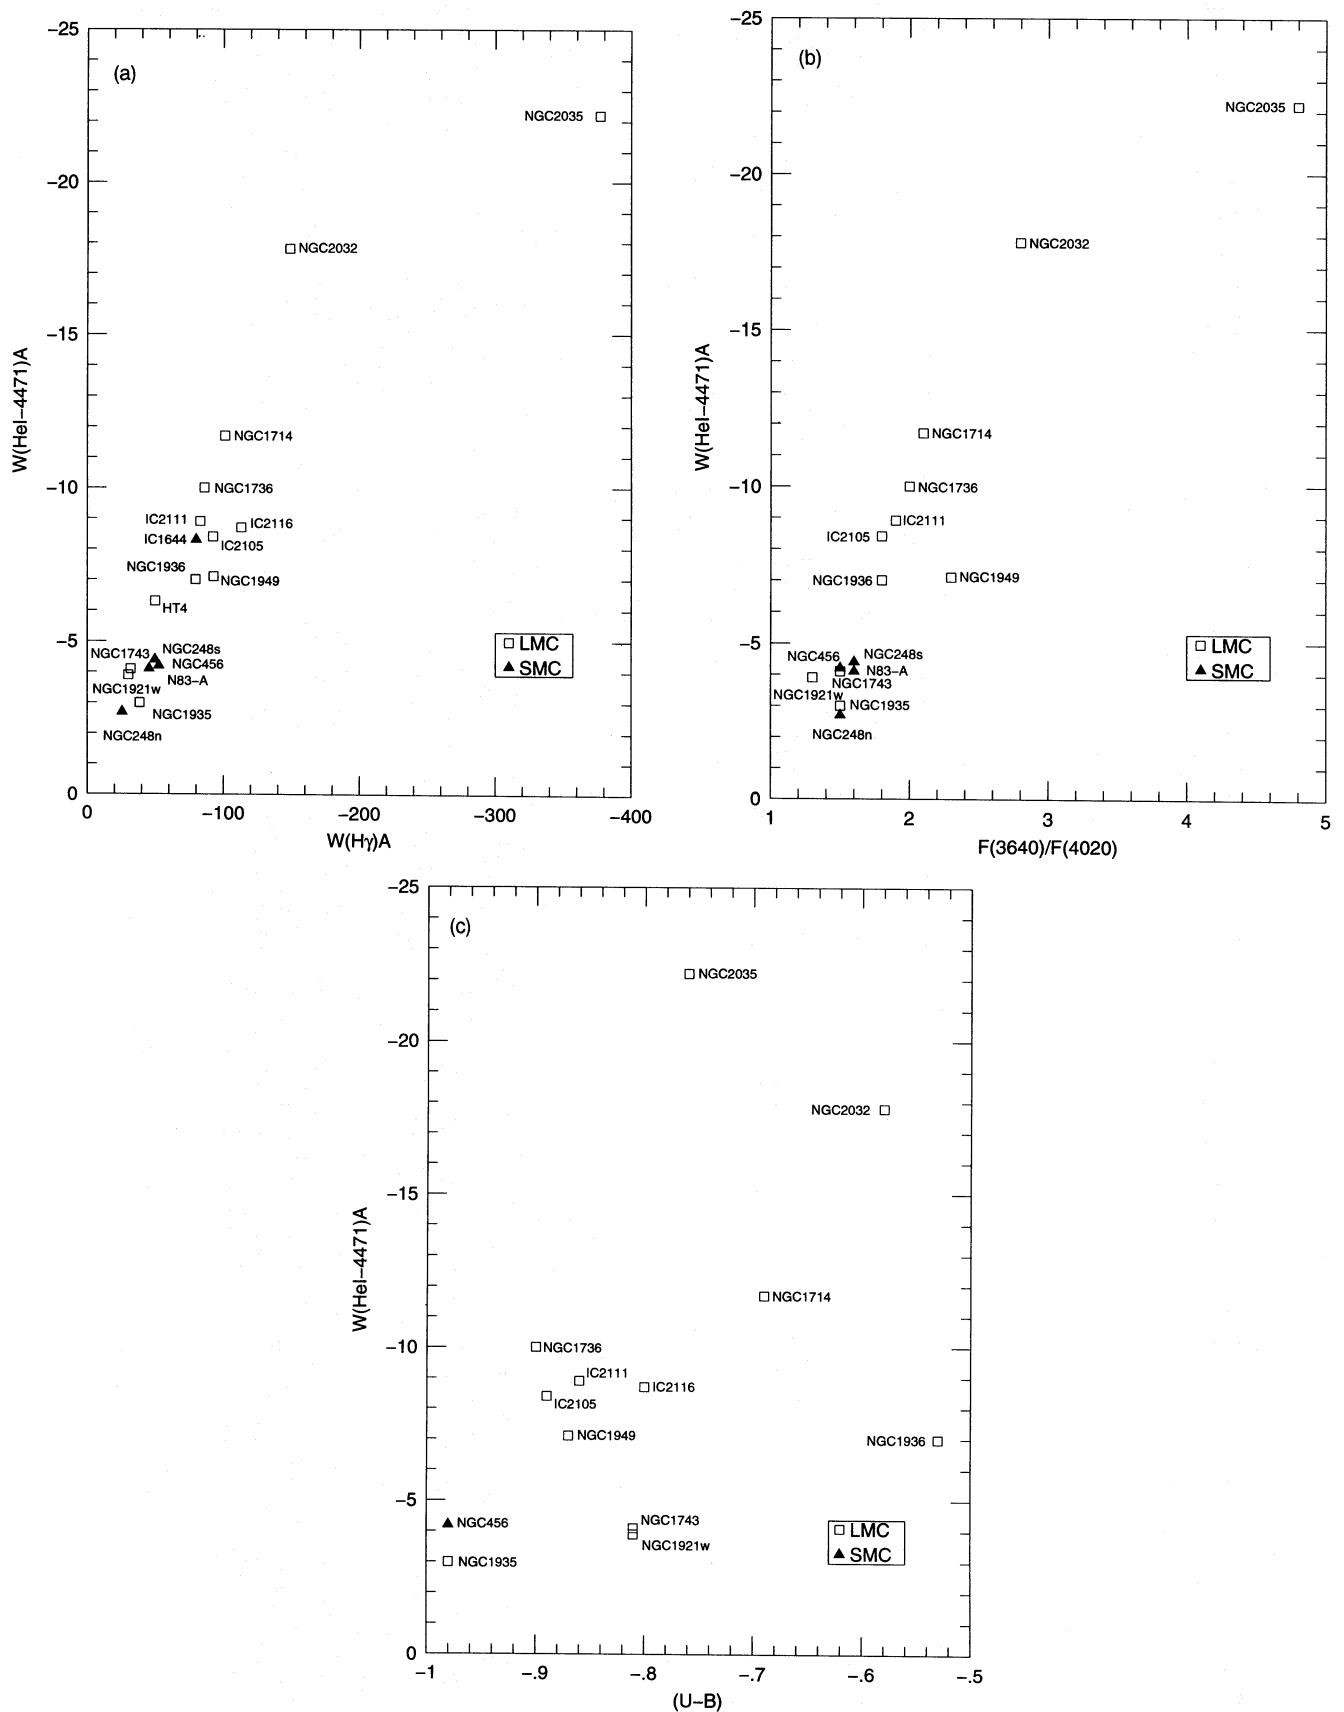 (a)
W(HeI-4471)A
-25
-20
-15
-10
-5
0
NGC2035
NGC2032
NGC1714
NGC1736
IC2111
IC2116
IC1644
IC2105
NGC1936
NGC1949
HT4
NGC1743
NGC248s
NGC456
N83-A
NGC1921w
NGC1935
NGC248n
LMC
SMC
0
-100
-200
-300
-400
W(Hγ)A
(b)
W(HeI-4471)A
-25
-20
-15
-10
-5
0
NGC2035
NGC2032
NGC1714
NGC1736
IC2111
IC2105
NGC1936
NGC1949
NGC456
NGC248s
N83-A
NGC1743
NGC1921w
NGC1935
NGC248n
LMC
SMC
1
2
3
4
5
F(3640)/F(4020)
(c)
W(HeI-4471)A
-25
-20
-15
-10
-5
0
NGC2035
NGC2032
NGC1714
NGC1736
IC2111
IC2116
IC2105
NGC1949
NGC1936
NGC456
NGC1743
NGC1921w
NGC1935
LMC
SMC
-1
-.9
-.8
-.7
-.6
-.5
(U-B)